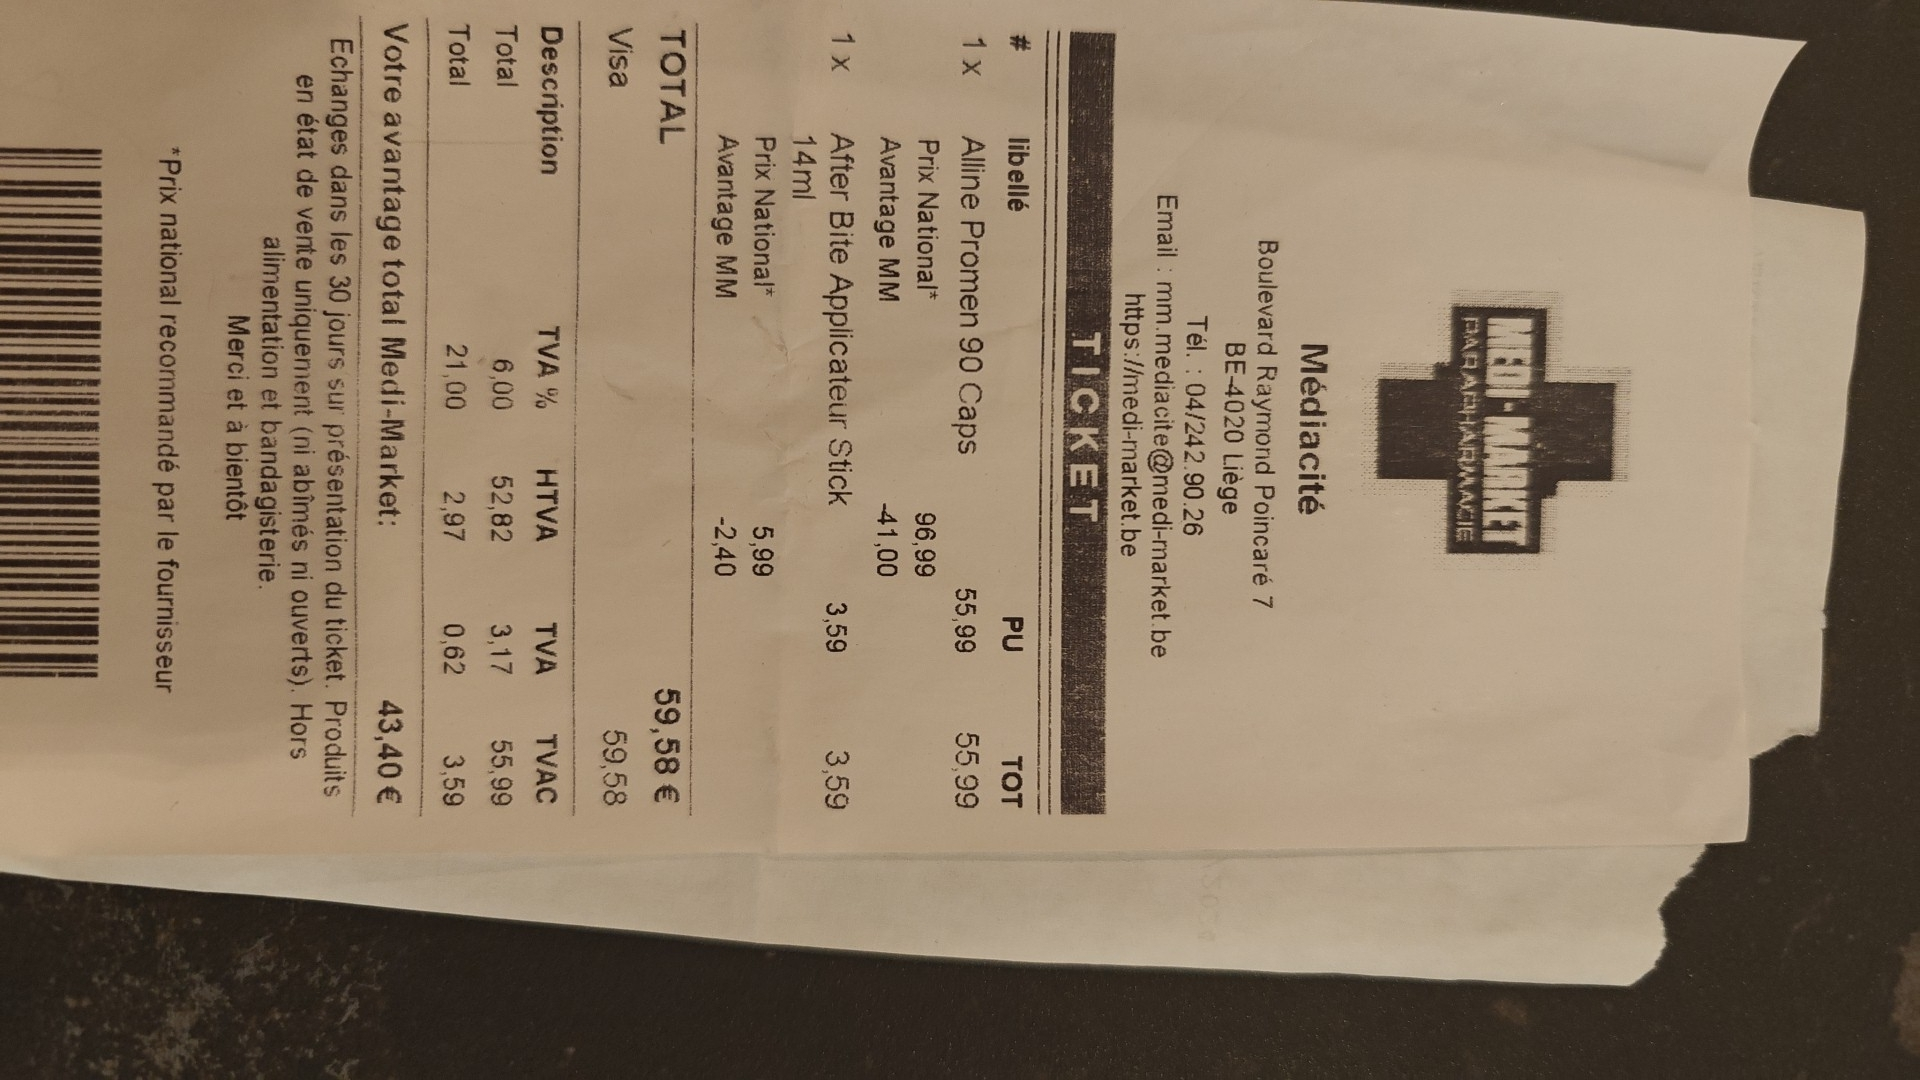 MEDI-MARKET
PARAPHARMACIE
Médiacité
Boulevard Raymond Poincaré 7
BE-4020 Liège
Tél. : 04/242.90.26
Email : mm.mediacite@medi-market.be
https://medi-market.be
TICKET
# libellé PU TOT
1 x Alline Promen 90 Caps 55,99 55,99
Prix National* 96,99
Avantage MM -41,00
1 x After Bite Applicateur Stick 3,59 3,59
14ml
Prix National* 5,99
Avantage MM -2,40
TOTAL 59,58 €
Visa 59,58
Description TVA % HTVA TVA TVAC
Total 6,00 52,82 3,17 55,99
Total 21,00 2,97 0,62 3,59
Votre avantage total Medi-Market: 43,40 €
Echanges dans les 30 jours sur présentation du ticket. Produits
en état de vente uniquement (ni abîmés ni ouverts). Hors
alimentation et bandagisterie.
Merci et à bientôt
*Prix national recommandé par le fournisseur